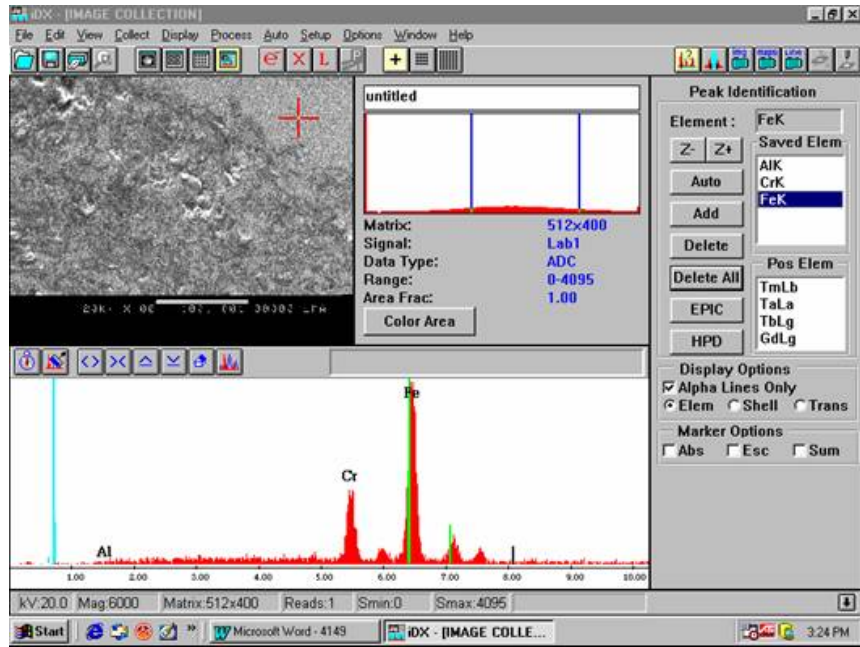 iDX - [IMAGE COLLECTION]
File Edit View Collect Display Process Auto Setup Options Window Help
e X L
img maps Line
untitled
Matrix: 512x400
Signal: Lab1
Data Type: ADC
Range: 0-4095
Area Frac: 1.00
Color Area
Peak Identification
Element : FeK
Z- Z+
Auto
Add
Delete
Delete All
EPIC
HPD
Saved Elem
AlK
CrK
FeK
Pos Elem
TmLb
TaLa
TbLg
GdLg
Display Options
Alpha Lines Only
Elem Shell Trans
Marker Options
Abs Esc Sum
Fe
Cr
Al
1.00 2.00 3.00 4.00 5.00 6.00 7.00 8.00 9.00 10.00
kV:20.0 Mag:6000 Matrix:512x400 Reads:1 Smin:0 Smax:4095
Start Microsoft Word - 4149 iDX - [IMAGE COLLE... 3:24 PM